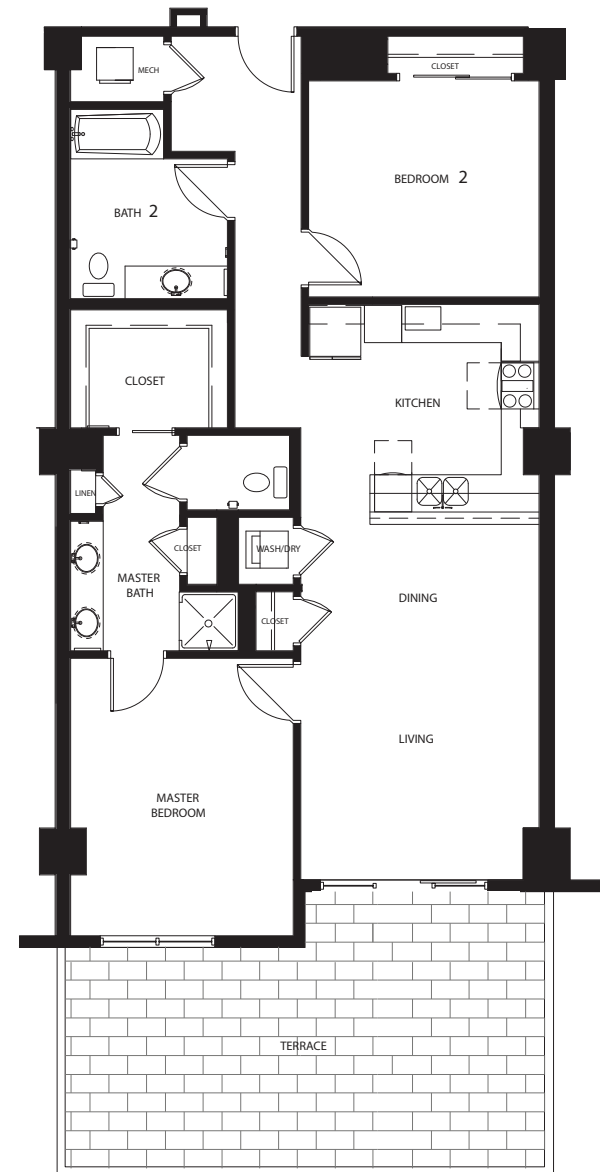 MECH
CLOSET
BEDROOM 2
BATH 2
CLOSET
KITCHEN
LINEN
CLOSET
WASH/DRY
MASTER
BATH
DINING
CLOSET
LIVING
MASTER
BEDROOM
TERRACE